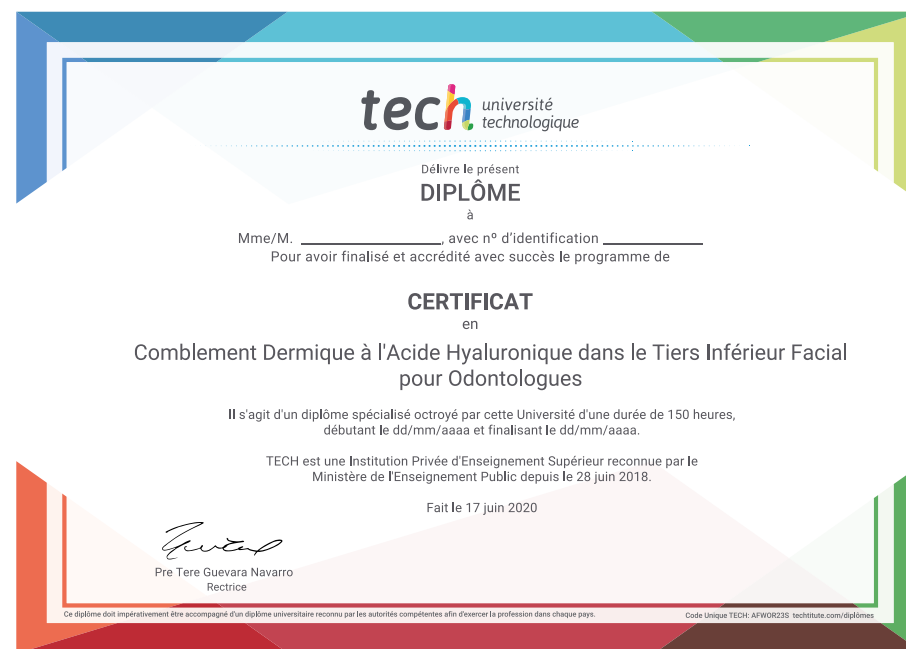 tech université
technologique
Délivre le présent
DIPLÔME
à
Mme/M. ____________________, avec nº d'identification ______________
Pour avoir finalisé et accrédité avec succès le programme de
CERTIFICAT
en
Comblement Dermique à l'Acide Hyaluronique dans le Tiers Inférieur Facial
pour Odontologues
Il s'agit d'un diplôme spécialisé octroyé par cette Université d'une durée de 150 heures,
débutant le dd/mm/aaaa et finalisant le dd/mm/aaaa.
TECH est une Institution Privée d'Enseignement Supérieur reconnue par le
Ministère de l'Enseignement Public depuis le 28 juin 2018.
Fait le 17 juin 2020
Pre Tere Guevara Navarro
Rectrice
Ce diplôme doit impérativement être accompagné d'un diplôme universitaire reconnu par les autorités compétentes afin d'exercer la profession dans chaque pays.
Code Unique TECH: AFWOR23S techtitute.com/diplômes